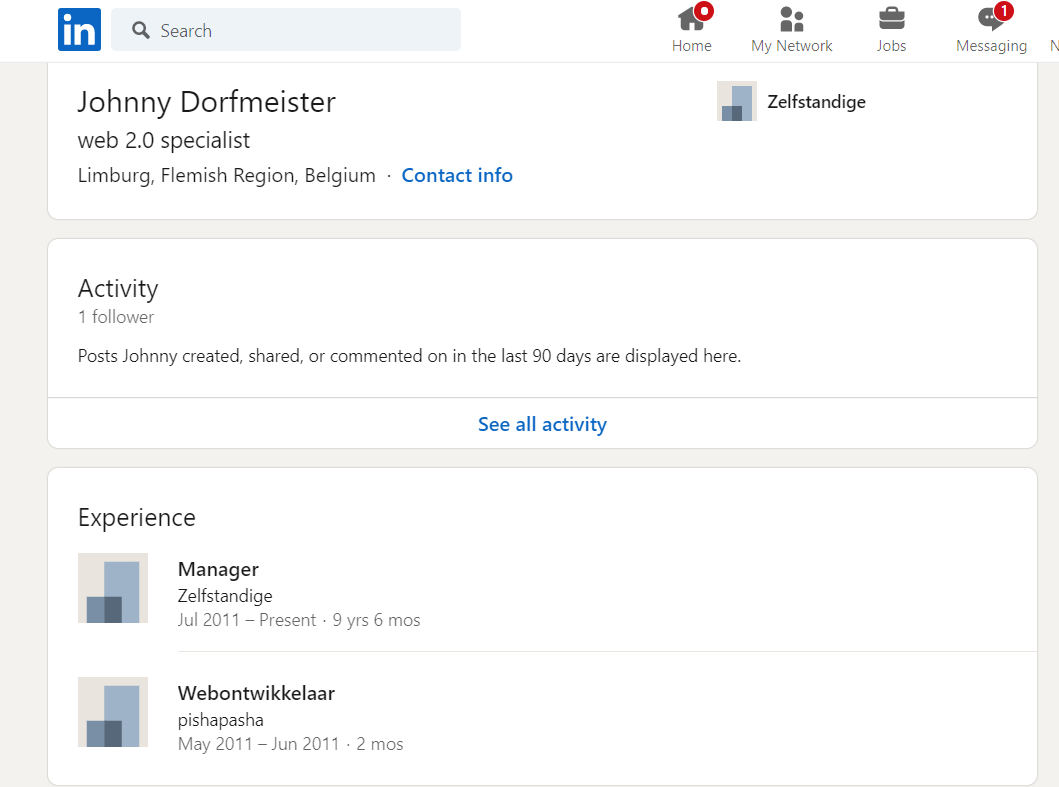 in
Search
Home
My Network
Jobs
1
Messaging
N
Johnny Dorfmeister
Zelfstandige
web 2.0 specialist
Limburg, Flemish Region, Belgium · Contact info
Activity
1 follower
Posts Johnny created, shared, or commented on in the last 90 days are displayed here.
See all activity
Experience
Manager
Zelfstandige
Jul 2011 – Present · 9 yrs 6 mos
Webontwikkelaar
pishapasha
May 2011 – Jun 2011 · 2 mos